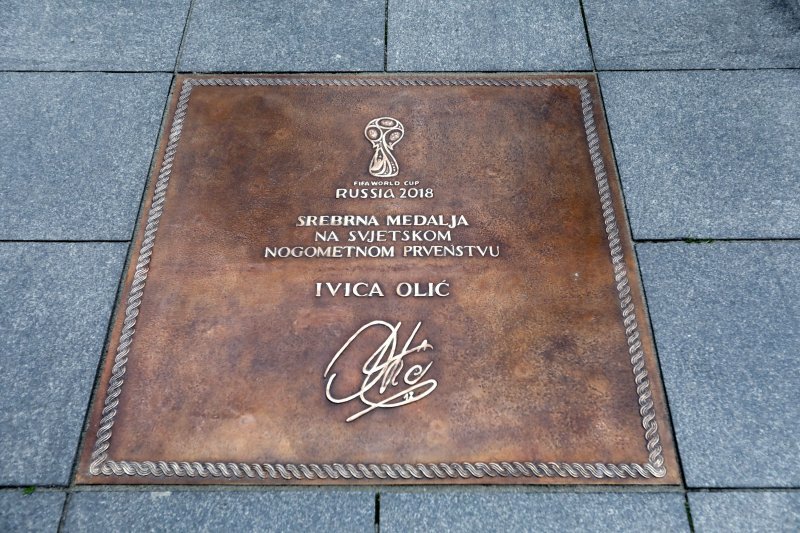 FIFA WORLD CUP
RUSSIA 2018
SREBRNA MEDALJA
NA SVJETSKOM
NOGOMETNOM PRVENSTVU
IVICA OLIĆ